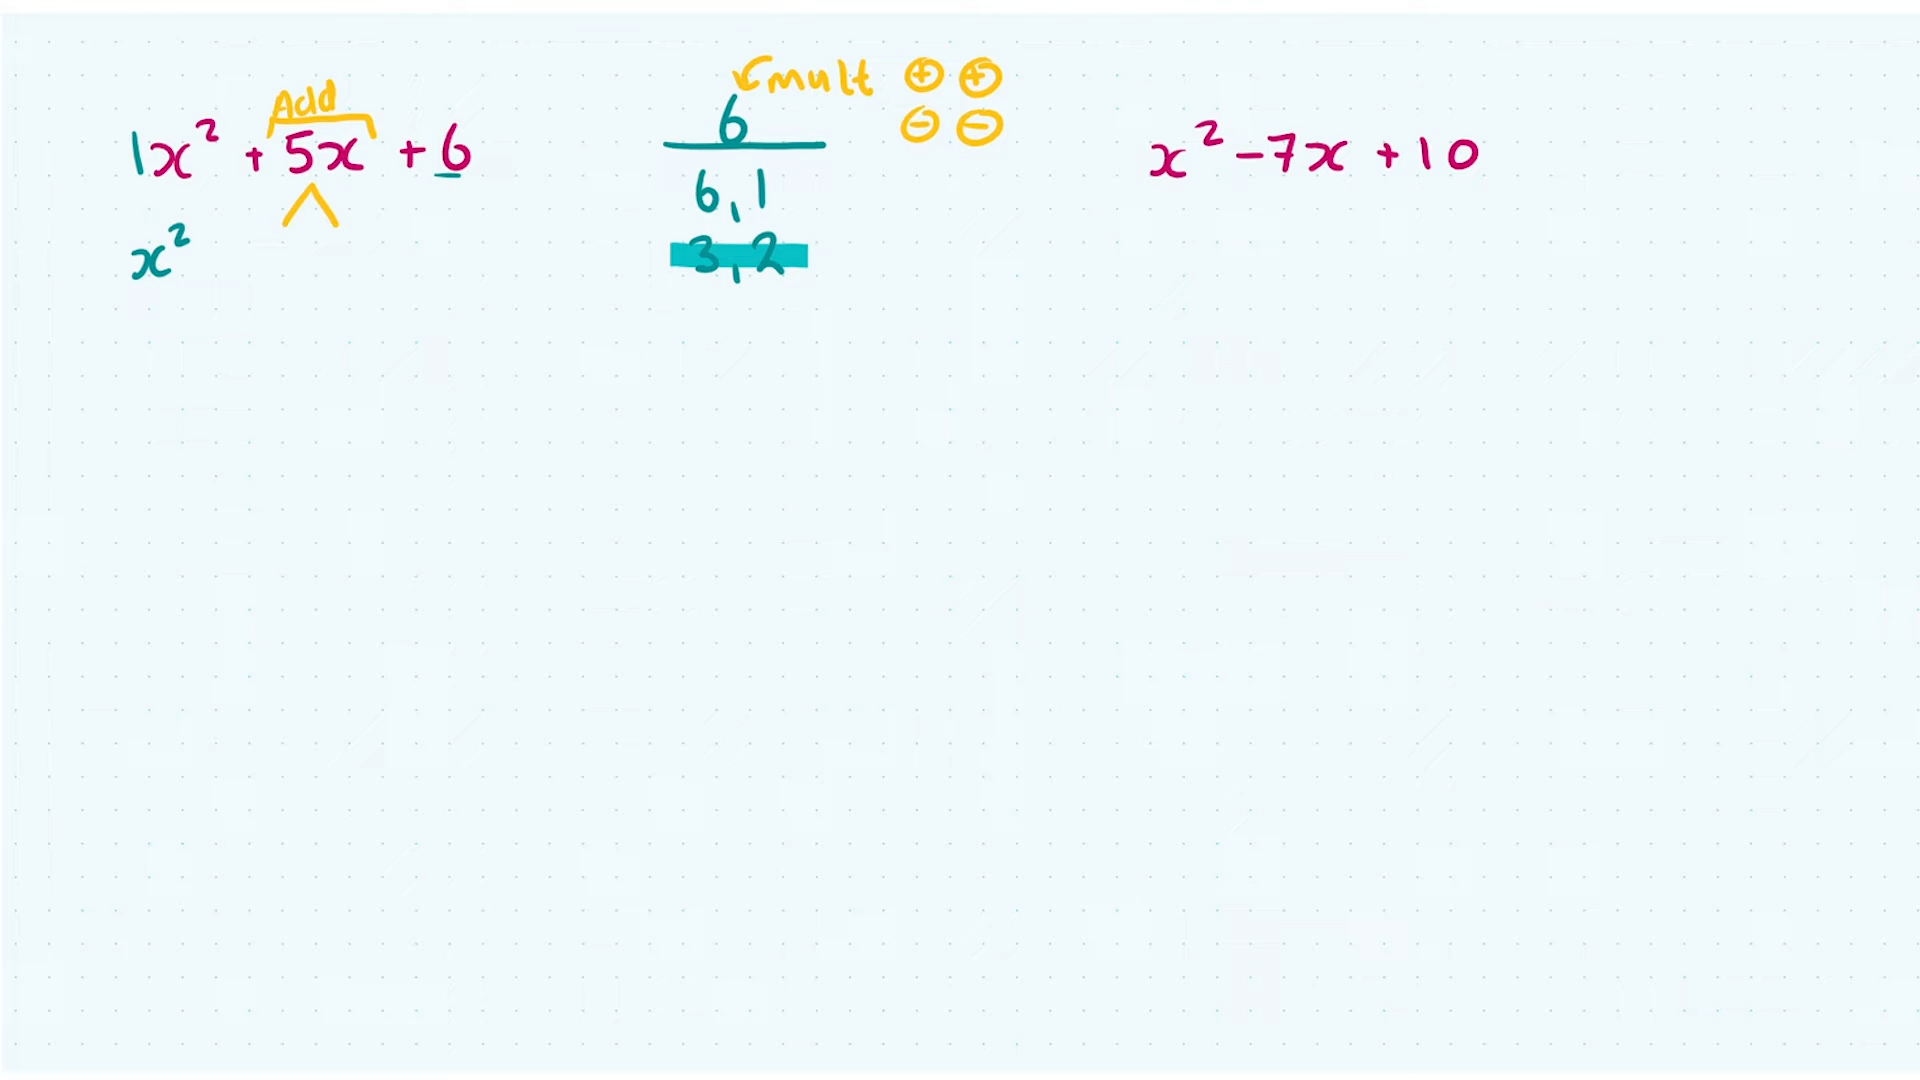 Add
1x² + 5x + 6
x²
mult ⊕ ⊕
⊖ ⊖
6
6, 1
3, 2
x² - 7x + 10